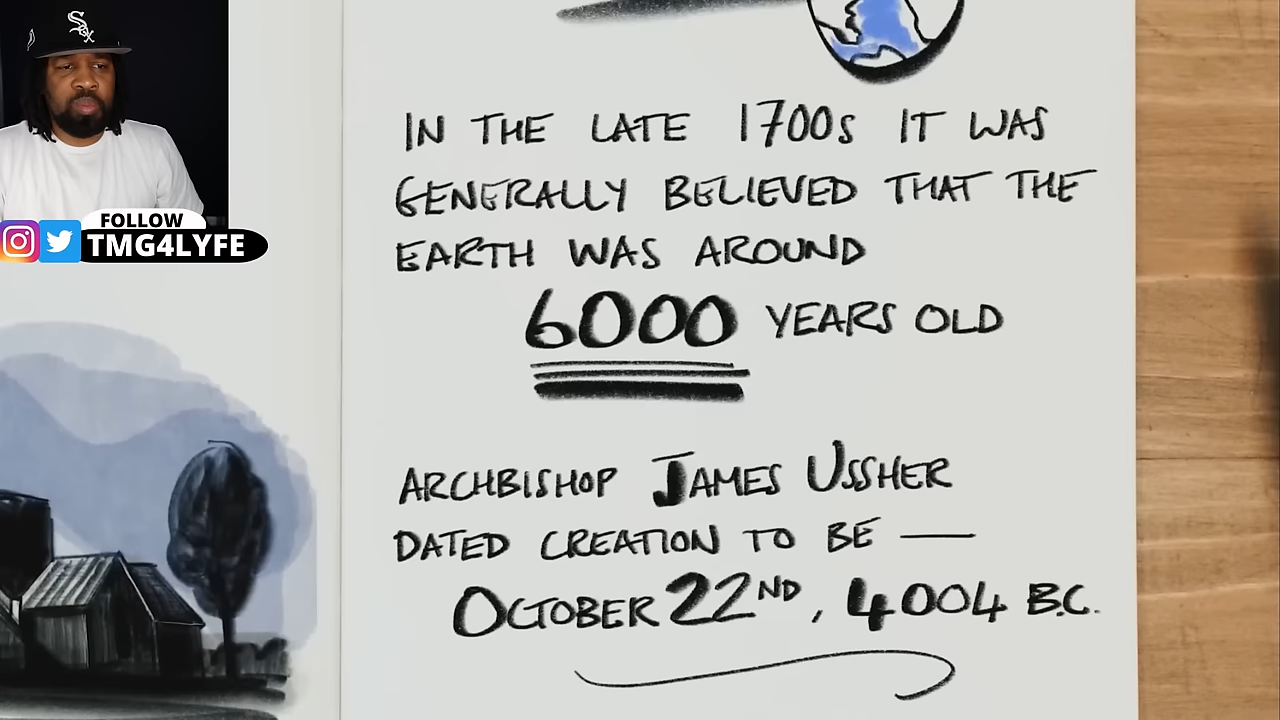 Sox
FOLLOW
TMG4LYFE
IN THE LATE 1700s IT WAS
GENERALLY BELIEVED THAT THE
EARTH WAS AROUND
6000 YEARS OLD
ARCHBISHOP JAMES USSHER
DATED CREATION TO BE —
OCTOBER 22ND, 4004 B.C.